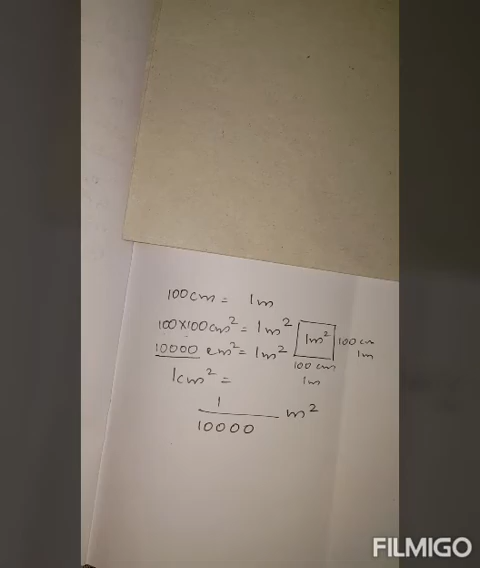 100cm = 1m
100×100cm² = 1m²
10000 cm² = 1m²
1cm² =
1
10000
m²
1m²
100 cm
1m
100 cm
1m
FILMIGO